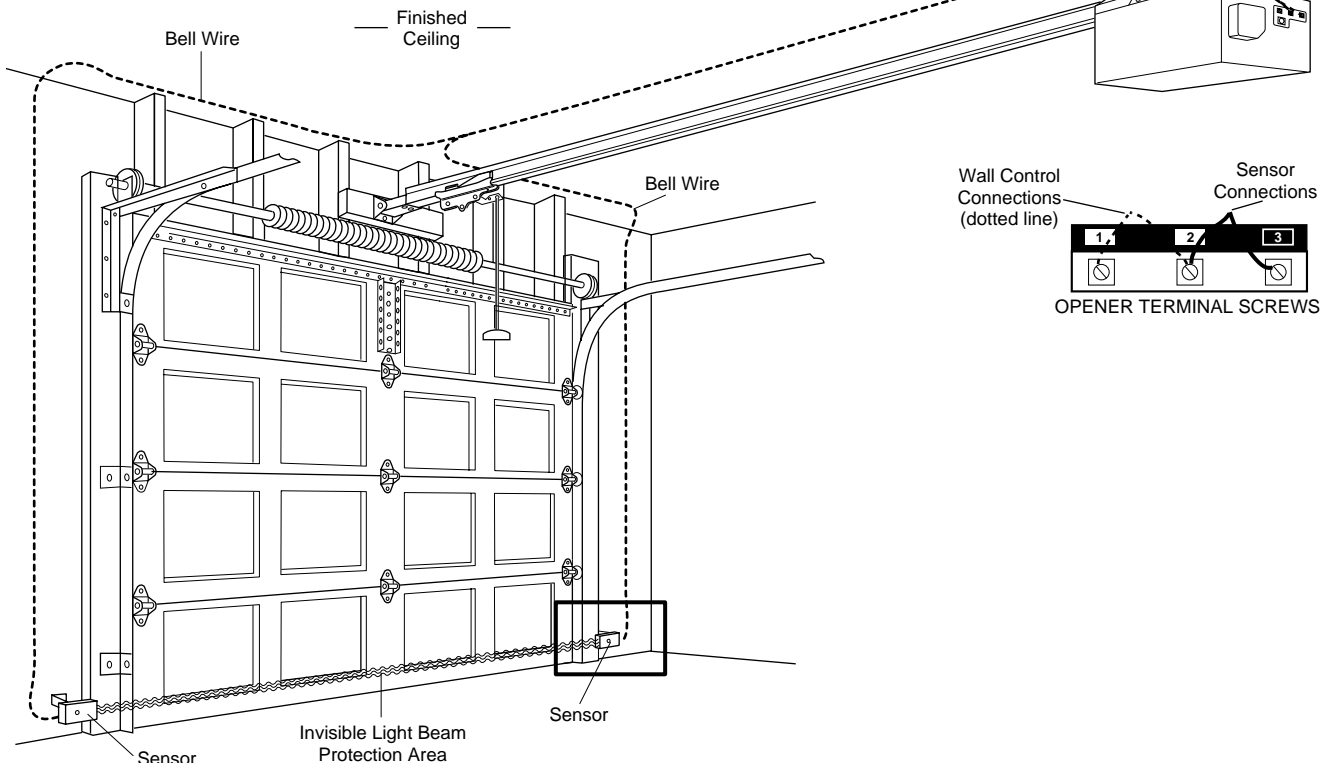 Finished
Ceiling
Bell Wire
Bell Wire
Wall Control
Connections
(dotted line)
Sensor
Connections
1 2 3
OPENER TERMINAL SCREWS
Sensor
Invisible Light Beam
Protection Area
Sensor